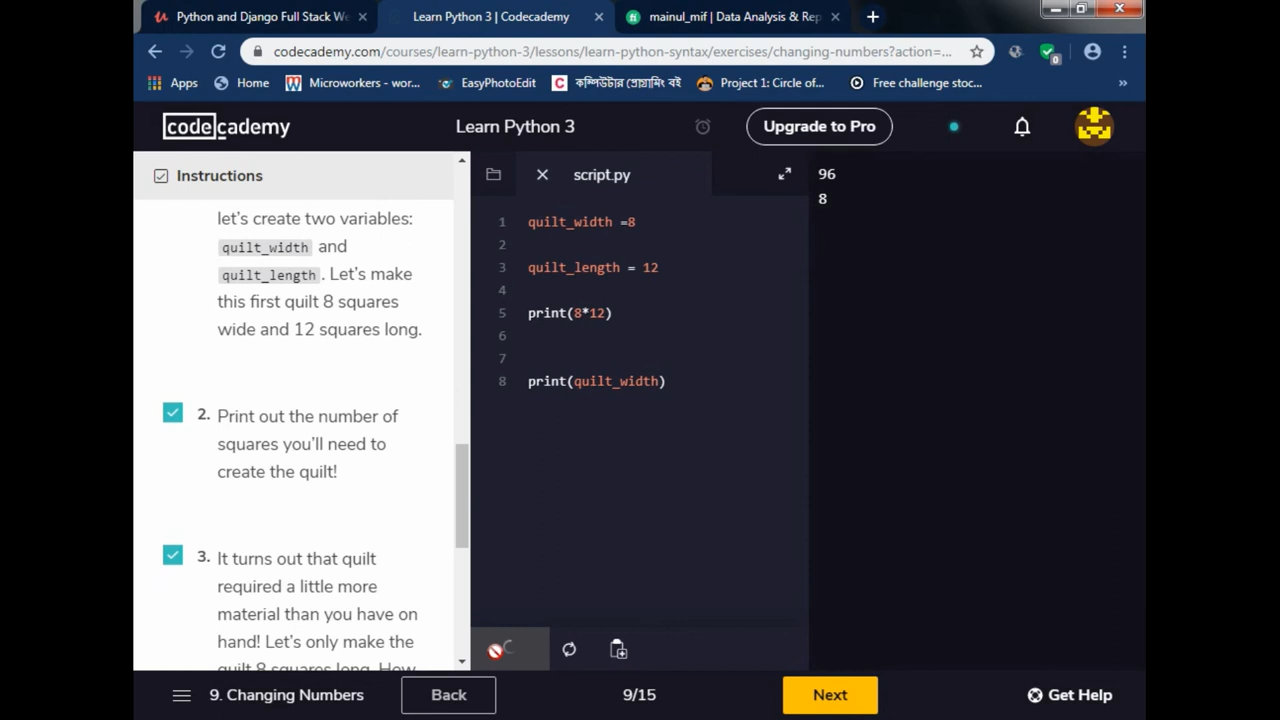 Python and Django Full Stack We
Learn Python 3 | Codecademy
mainul_mif | Data Analysis & Rep
codecademy.com/courses/learn-python-3/lessons/learn-python-syntax/exercises/changing-numbers?action=...
0
Apps
Home
Microworkers - wor...
EasyPhotoEdit
কম্পিউটার প্রোগ্রামিং বই
Project 1: Circle of...
Free challenge stoc...
»
codecademy
Learn Python 3
Upgrade to Pro
Instructions
let's create two variables:
quilt_width and
quilt_length. Let's make
this first quilt 8 squares
wide and 12 squares long.
2. Print out the number of
squares you'll need to
create the quilt!
3. It turns out that quilt
required a little more
material than you have on
hand! Let's only make the
quilt 8 squares long. How
script.py
1 quilt_width =8
2
3 quilt_length = 12
4
5 print(8*12)
6
7
8 print(quilt_width)
96
8
9. Changing Numbers
Back
9/15
Next
Get Help